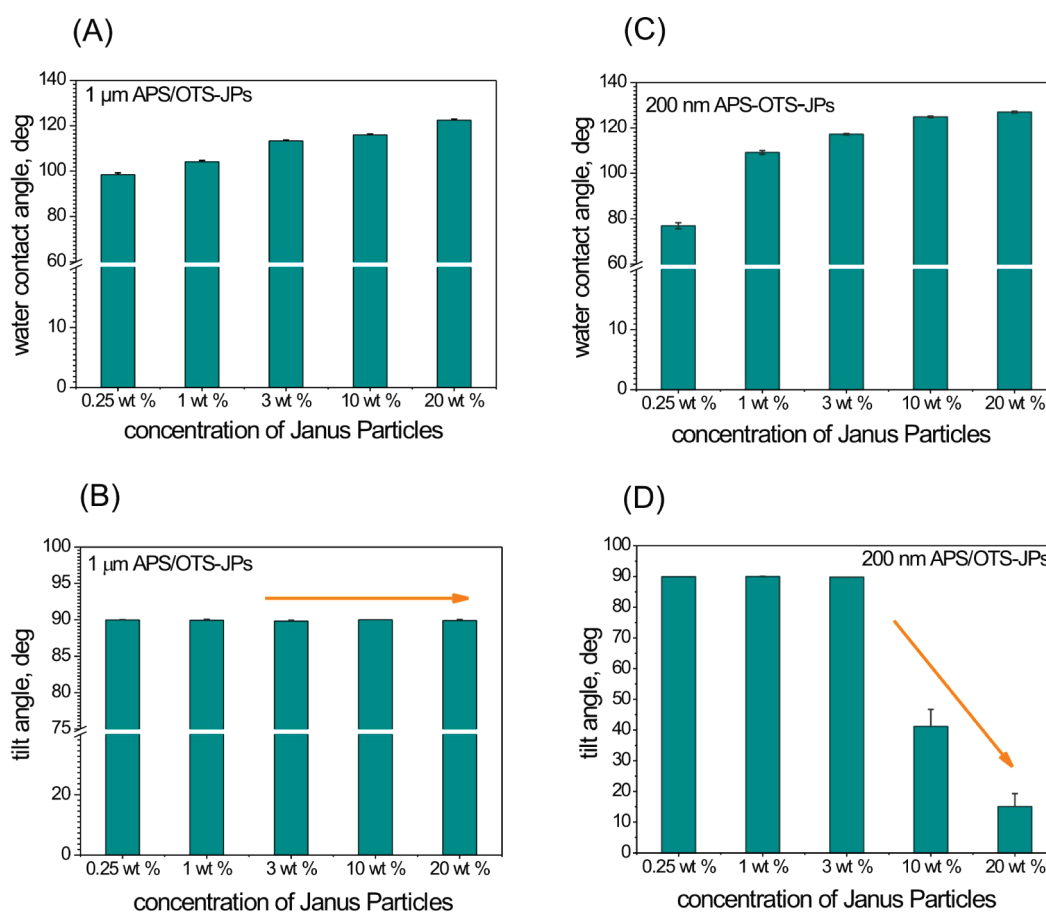 (A)
1 µm APS/OTS-JPs
water contact angle, deg
140
120
100
80
60
10
0
0.25 wt % 1 wt % 3 wt % 10 wt % 20 wt %
concentration of Janus Particles
(C)
200 nm APS-OTS-JPs
water contact angle, deg
140
120
100
80
60
10
0
0.25 wt % 1 wt % 3 wt % 10 wt % 20 wt %
concentration of Janus Particles
(B)
1 µm APS/OTS-JPs
tilt angle, deg
100
95
90
85
80
75
20
0
0.25 wt % 1 wt % 3 wt % 10 wt % 20 wt %
concentration of Janus Particles
(D)
200 nm APS/OTS-JPs
tilt angle, deg
100
90
80
70
60
50
40
30
20
10
0
0.25 wt % 1 wt % 3 wt % 10 wt % 20 wt %
concentration of Janus Particles